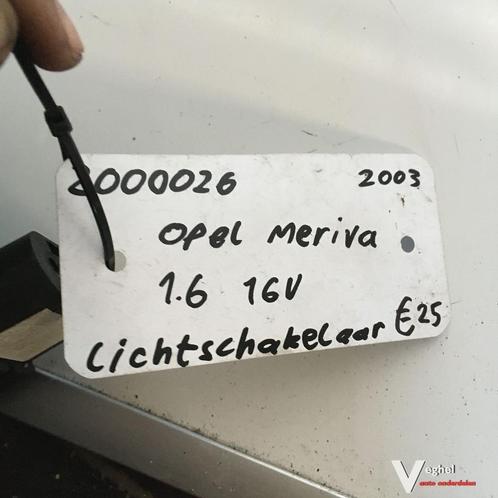 2000026 2003
Opel Meriva
1.6 16V
Lichtschakelaar €25
Veghel
auto onderdelen